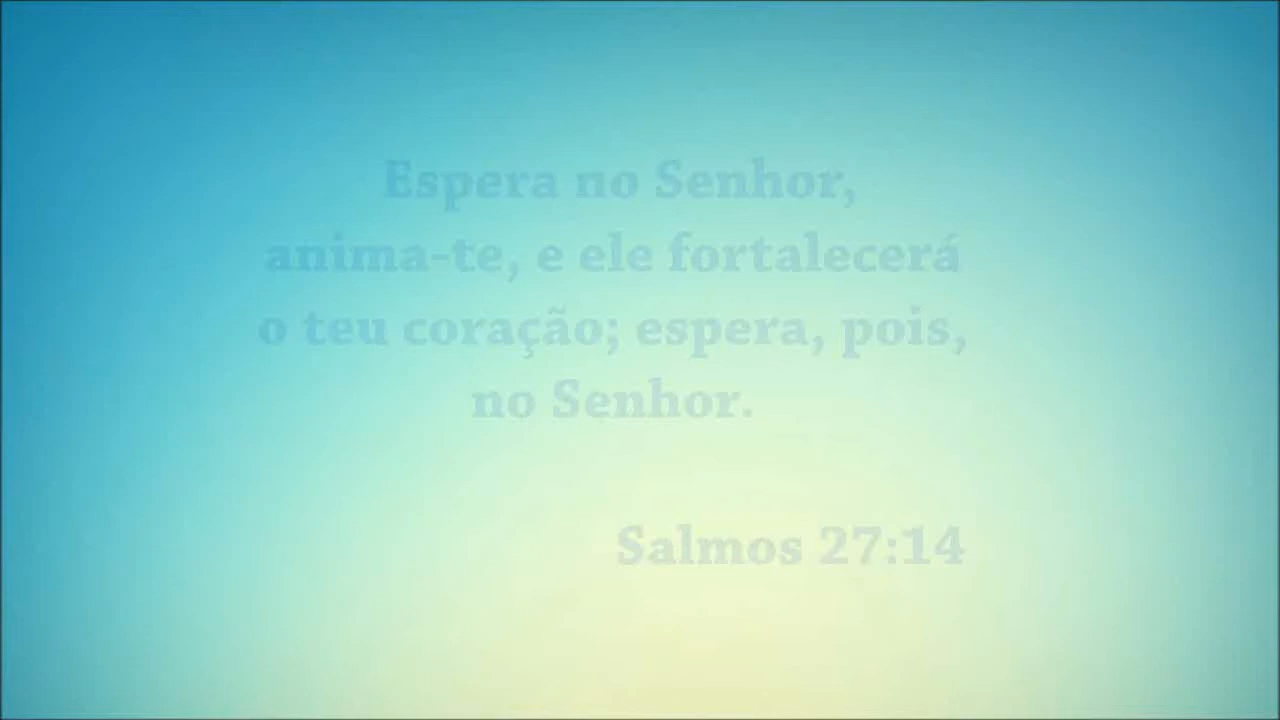 Espera no Senhor,
anima-te, e ele fortalecerá
o teu coração; espera, pois,
no Senhor.
Salmos 27:14